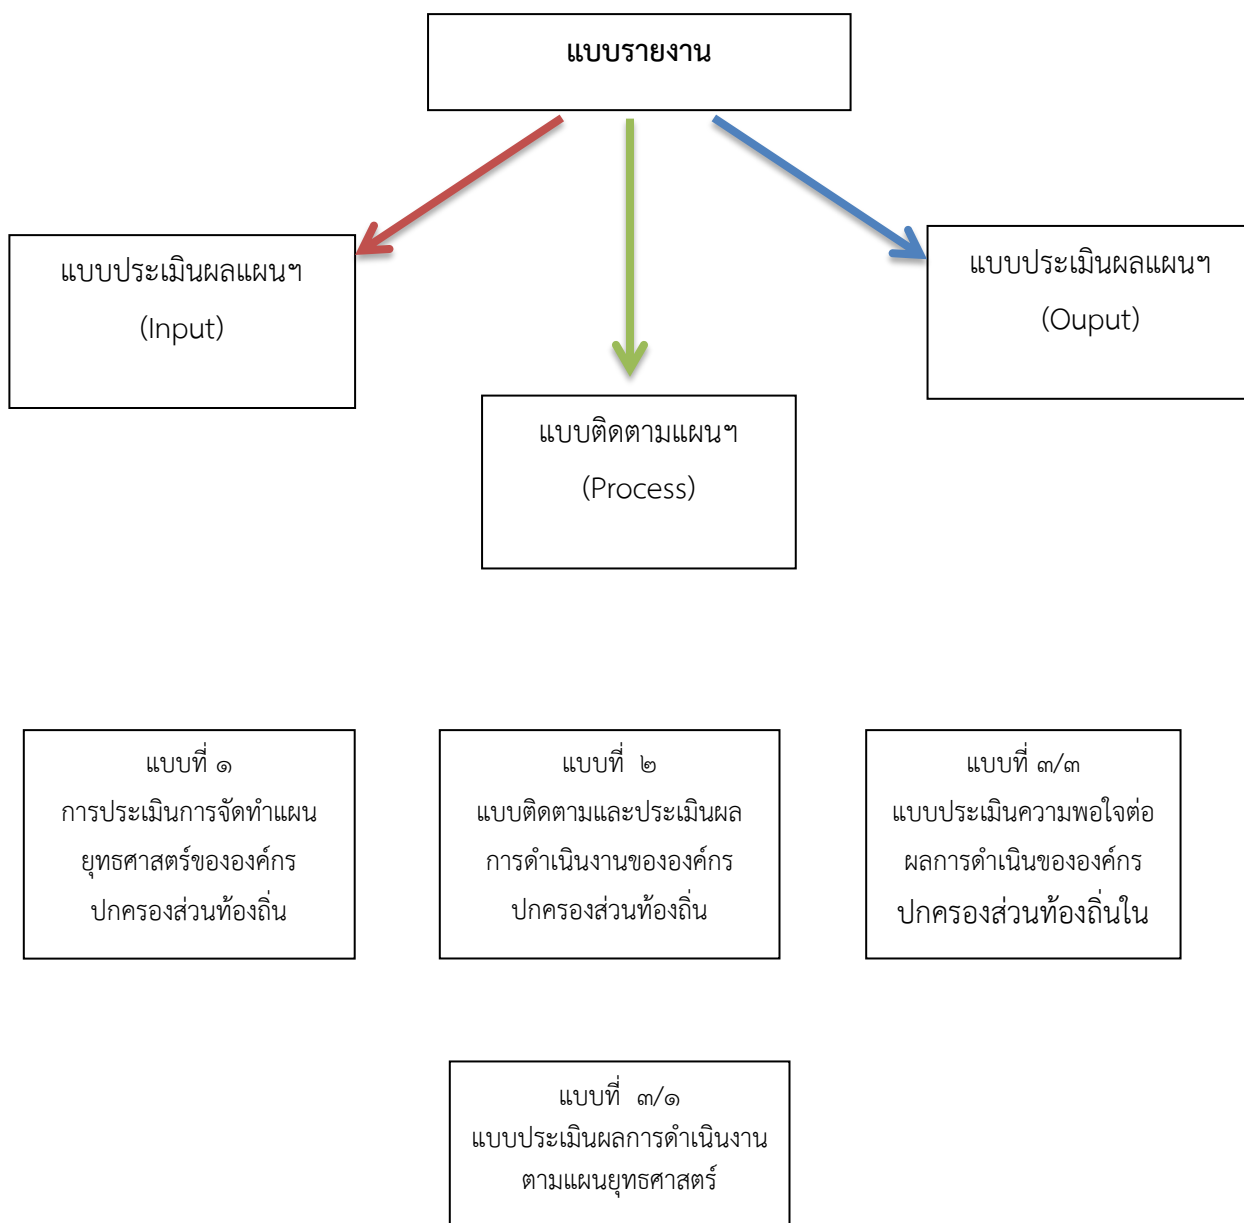 แบบรายงาน
แบบประเมินผลแผนฯ
(Input)
แบบประเมินผลแผนฯ
(Ouput)
แบบติดตามแผนฯ
(Process)
แบบที่ ๑
การประเมินการจัดทำแผน
ยุทธศาสตร์ขององค์กร
ปกครองส่วนท้องถิ่น
แบบที่ ๒
แบบติดตามและประเมินผล
การดำเนินงานขององค์กร
ปกครองส่วนท้องถิ่น
แบบที่ ๓/๓
แบบประเมินความพอใจต่อ
ผลการดำเนินขององค์กร
ปกครองส่วนท้องถิ่นใน
แบบที่ ๓/๑
แบบประเมินผลการดำเนินงาน
ตามแผนยุทธศาสตร์